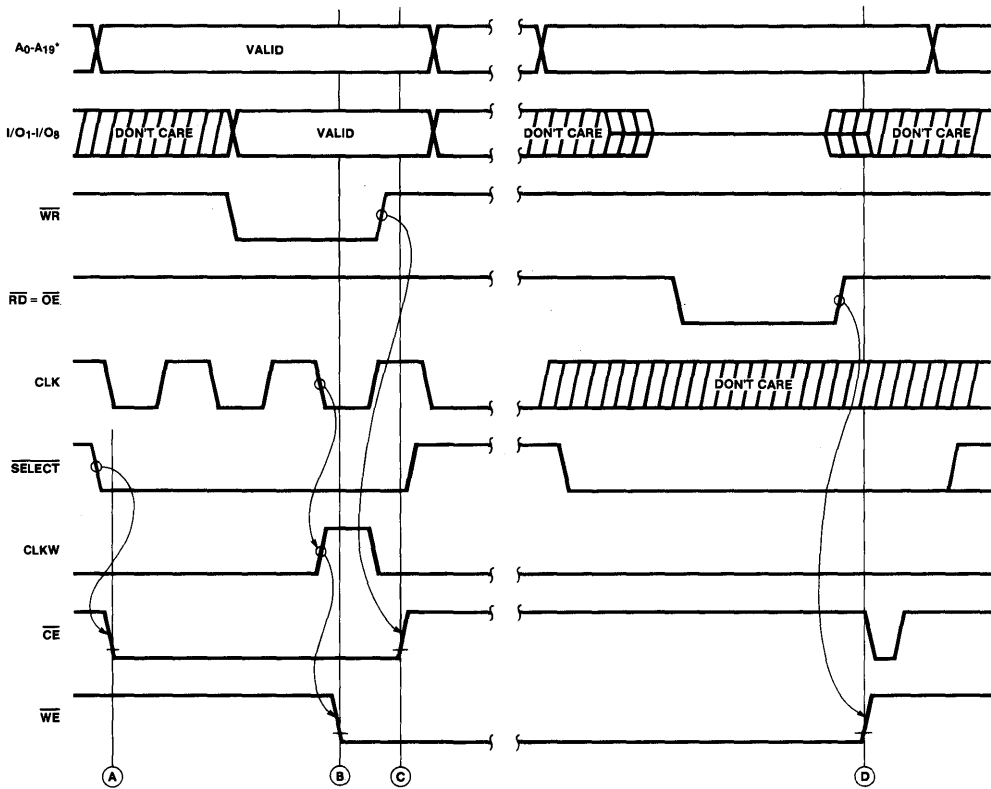 A0-A19* VALID
I/O1-I/O8 DON'T CARE VALID DON'T CARE DON'T CARE
WR
RD = OE
CLK DON'T CARE
SELECT
CLKW
CE
WE
A B C D